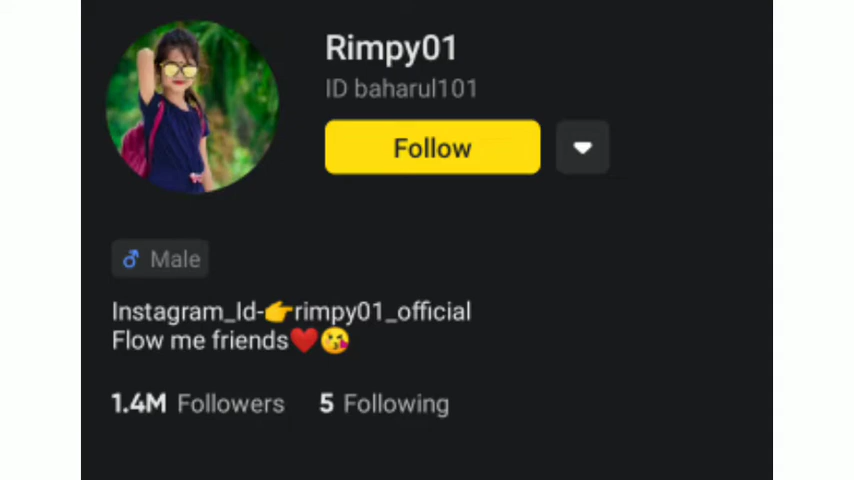 Rimpy01
ID baharul101
Follow
♂ Male
Instagram_Id-👉rimpy01_official
Flow me friends❤️😘
1.4M Followers 5 Following